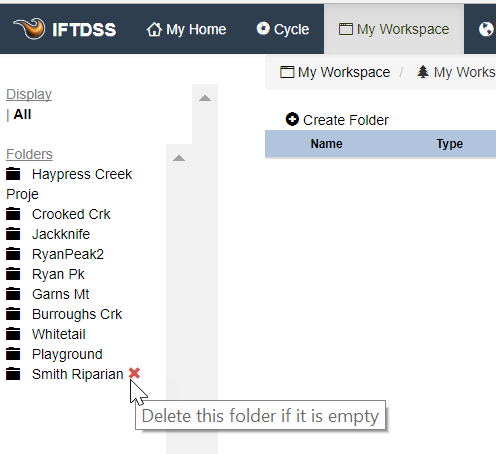 IFTDSS My Home Cycle My Workspace
My Workspace / My Works
Display
| All
Create Folder
Name Type
Folders
Haypress Creek
Proje
Crooked Crk
Jackknife
RyanPeak2
Ryan Pk
Garns Mt
Burroughs Crk
Whitetail
Playground
Smith Riparian
Delete this folder if it is empty